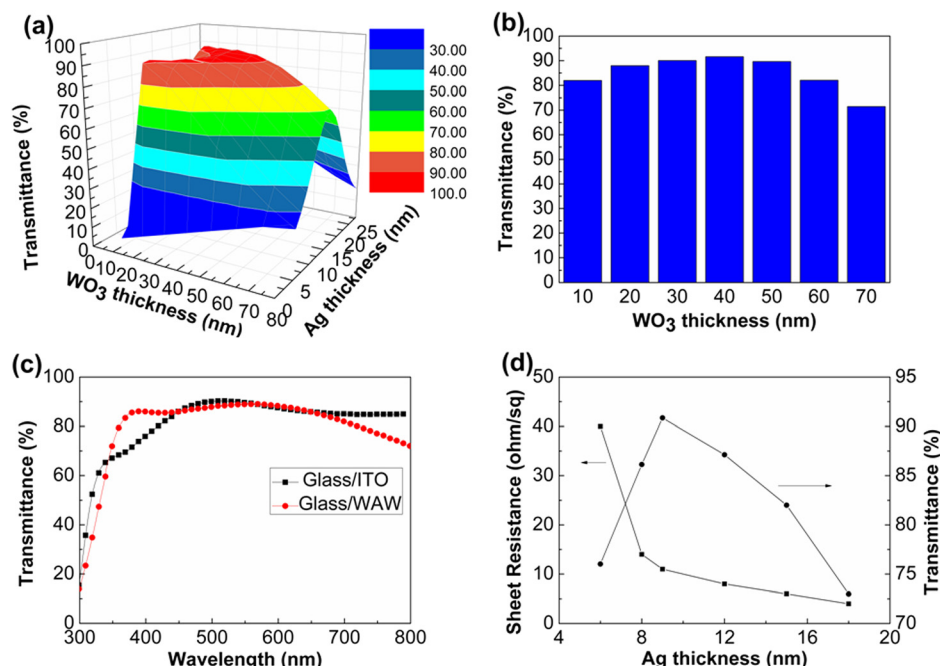 (a)
Transmittance (%)
100
90
80
70
60
50
40
30
20
10
0
0 10 20 30 40 50 60 70 80
WO3 thickness (nm)
0 5 10 15 20 25
Ag thickness (nm)
30.00
40.00
50.00
60.00
70.00
80.00
90.00
100.0
(b)
Transmittance (%)
100
90
80
70
60
50
40
30
20
10
0
10 20 30 40 50 60 70
WO3 thickness (nm)
(c)
Transmittance (%)
100
80
60
40
20
0
Glass/ITO
Glass/WAW
300 400 500 600 700 800
Wavelength (nm)
(d)
Sheet Resistance (ohm/sq)
50
40
30
20
10
0
95
90
85
80
75
70
Transmittance (%)
4 8 12 16 20
Ag thickness (nm)